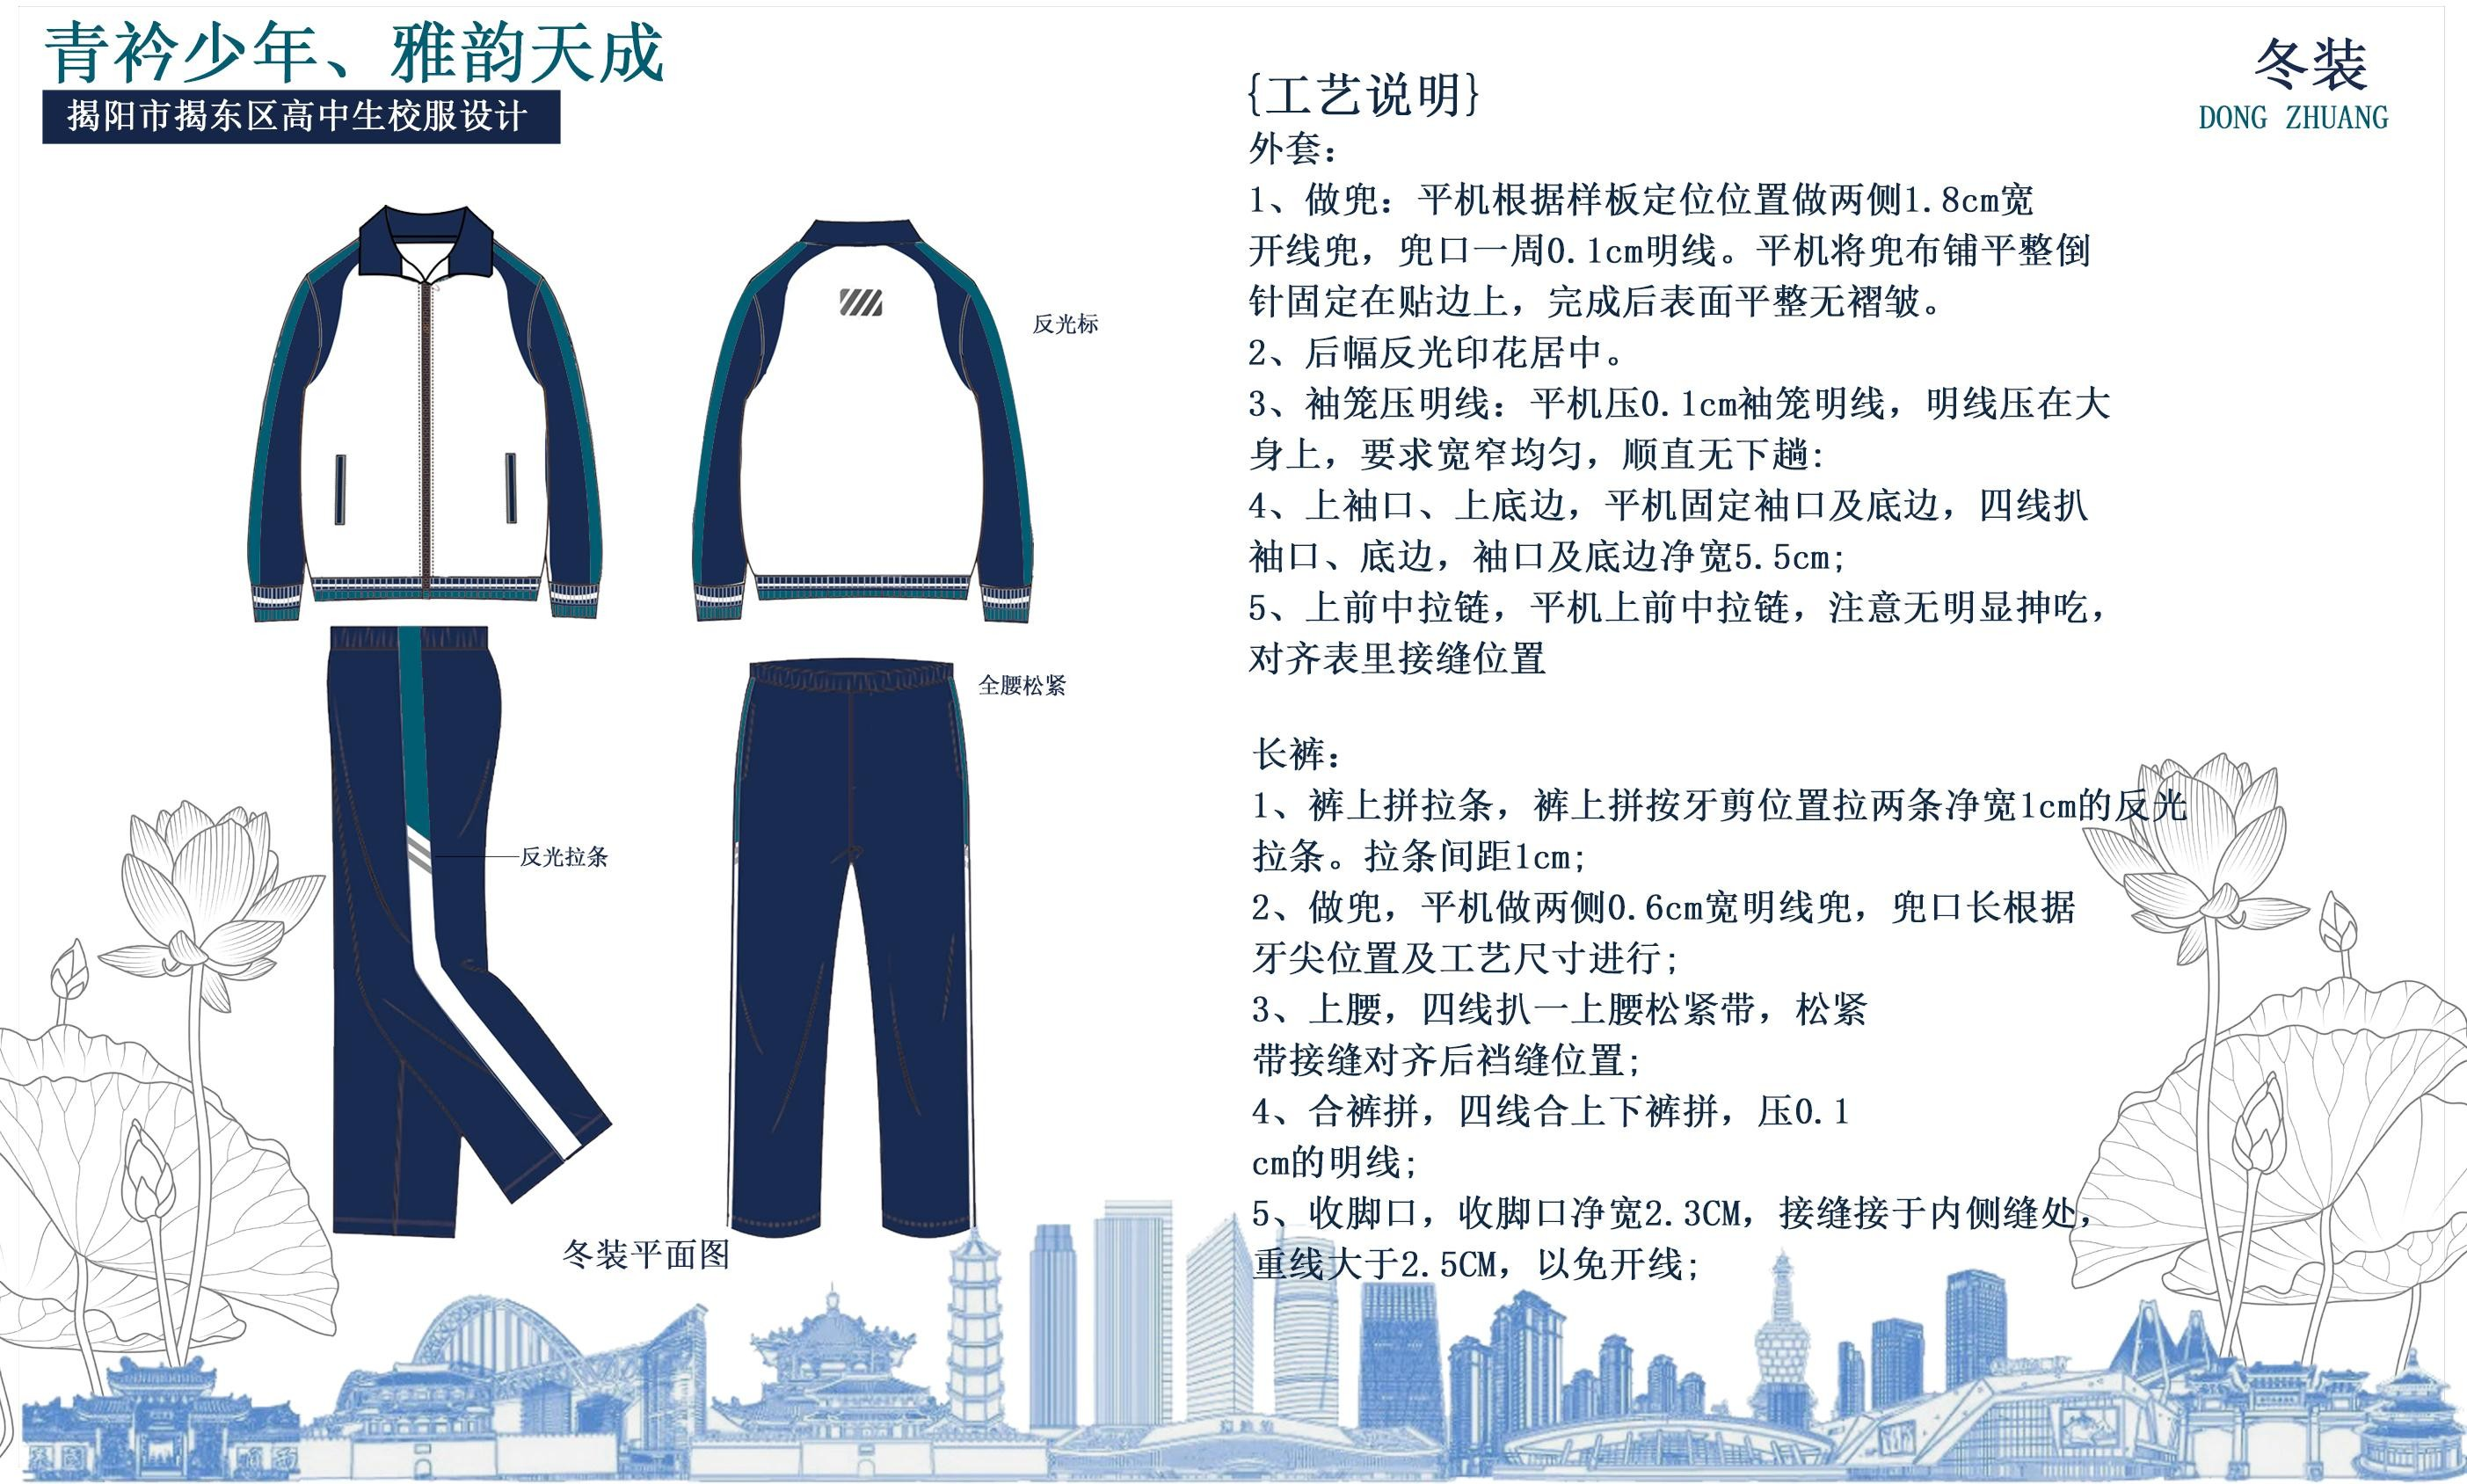 青衿少年、雅韵天成
揭阳市揭东区高中生校服设计
冬装
DONG ZHUANG
反光标
全腰松紧
反光拉条
冬装平面图
{工艺说明}
外套：
1、做兜：平机根据样板定位位置做两侧1.8cm宽
开线兜，兜口一周0.1cm明线。平机将兜布铺平整倒
针固定在贴边上，完成后表面平整无褶皱。
2、后幅反光印花居中。
3、袖笼压明线：平机压0.1cm袖笼明线，明线压在大
身上，要求宽窄均匀，顺直无下趟:
4、上袖口、上底边，平机固定袖口及底边，四线扒
袖口、底边，袖口及底边净宽5.5cm;
5、上前中拉链，平机上前中拉链，注意无明显抻吃，
对齐表里接缝位置
长裤：
1、裤上拼拉条，裤上拼按牙剪位置拉两条净宽1cm的反光
拉条。拉条间距1cm;
2、做兜，平机做两侧0.6cm宽明线兜，兜口长根据
牙尖位置及工艺尺寸进行;
3、上腰，四线扒一上腰松紧带，松紧
带接缝对齐后裆缝位置;
4、合裤拼，四线合上下裤拼，压0.1
cm的明线;
5、收脚口，收脚口净宽2.3CM，接缝接于内侧缝处，
重线大于2.5CM，以免开线;